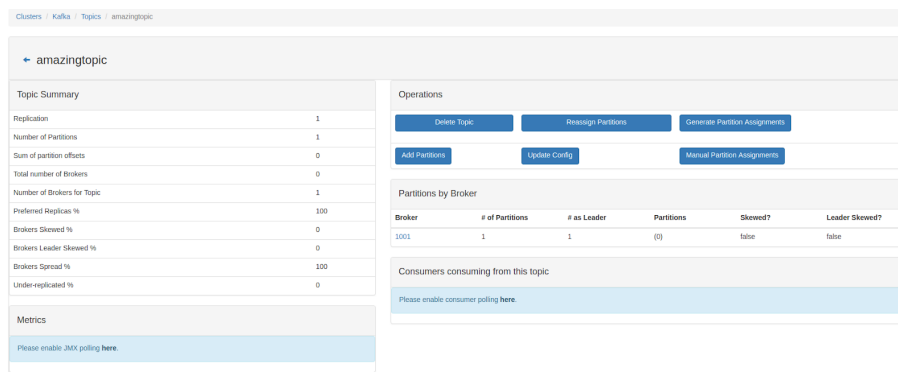 Clusters / Kafka / Topics / amazingtopic
← amazingtopic
Topic Summary
Replication 1
Number of Partitions 1
Sum of partition offsets 0
Total number of Brokers 0
Number of Brokers for Topic 1
Preferred Replicas % 100
Brokers Skewed % 0
Brokers Leader Skewed % 0
Brokers Spread % 100
Under-replicated % 0
Metrics
Please enable JMX polling here.
Operations
Delete Topic Reassign Partitions Generate Partition Assignments
Add Partitions Update Config Manual Partition Assignments
Partitions by Broker
Broker # of Partitions # as Leader Partitions Skewed? Leader Skewed?
1001 1 1 (0) false false
Consumers consuming from this topic
Please enable consumer polling here.